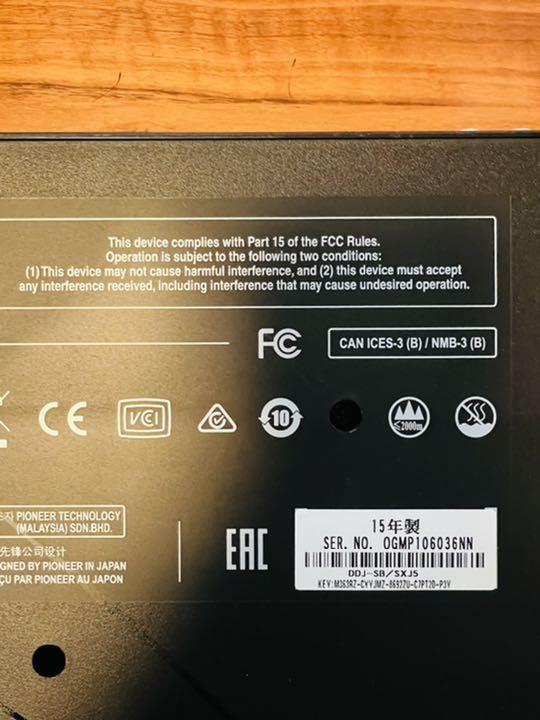 This device complies with Part 15 of the FCC Rules.
Operation is subject to the following two conditions:
(1) This device may not cause harmful interference, and (2) this device must accept
any interference received, including interference that may cause undesired operation.
FC
CAN ICES-3 (B) / NMB-3 (B)
CE
VCI
10
≤2000m
PIONEER TECHNOLOGY
(MALAYSIA) SDN.BHD.
先锋公司设计
GNED BY PIONEER IN JAPAN
ÇU PAR PIONEER AU JAPON
EAC
15年製
SER. NO. OGMP106036NN
DDJ-SB/SXJ5